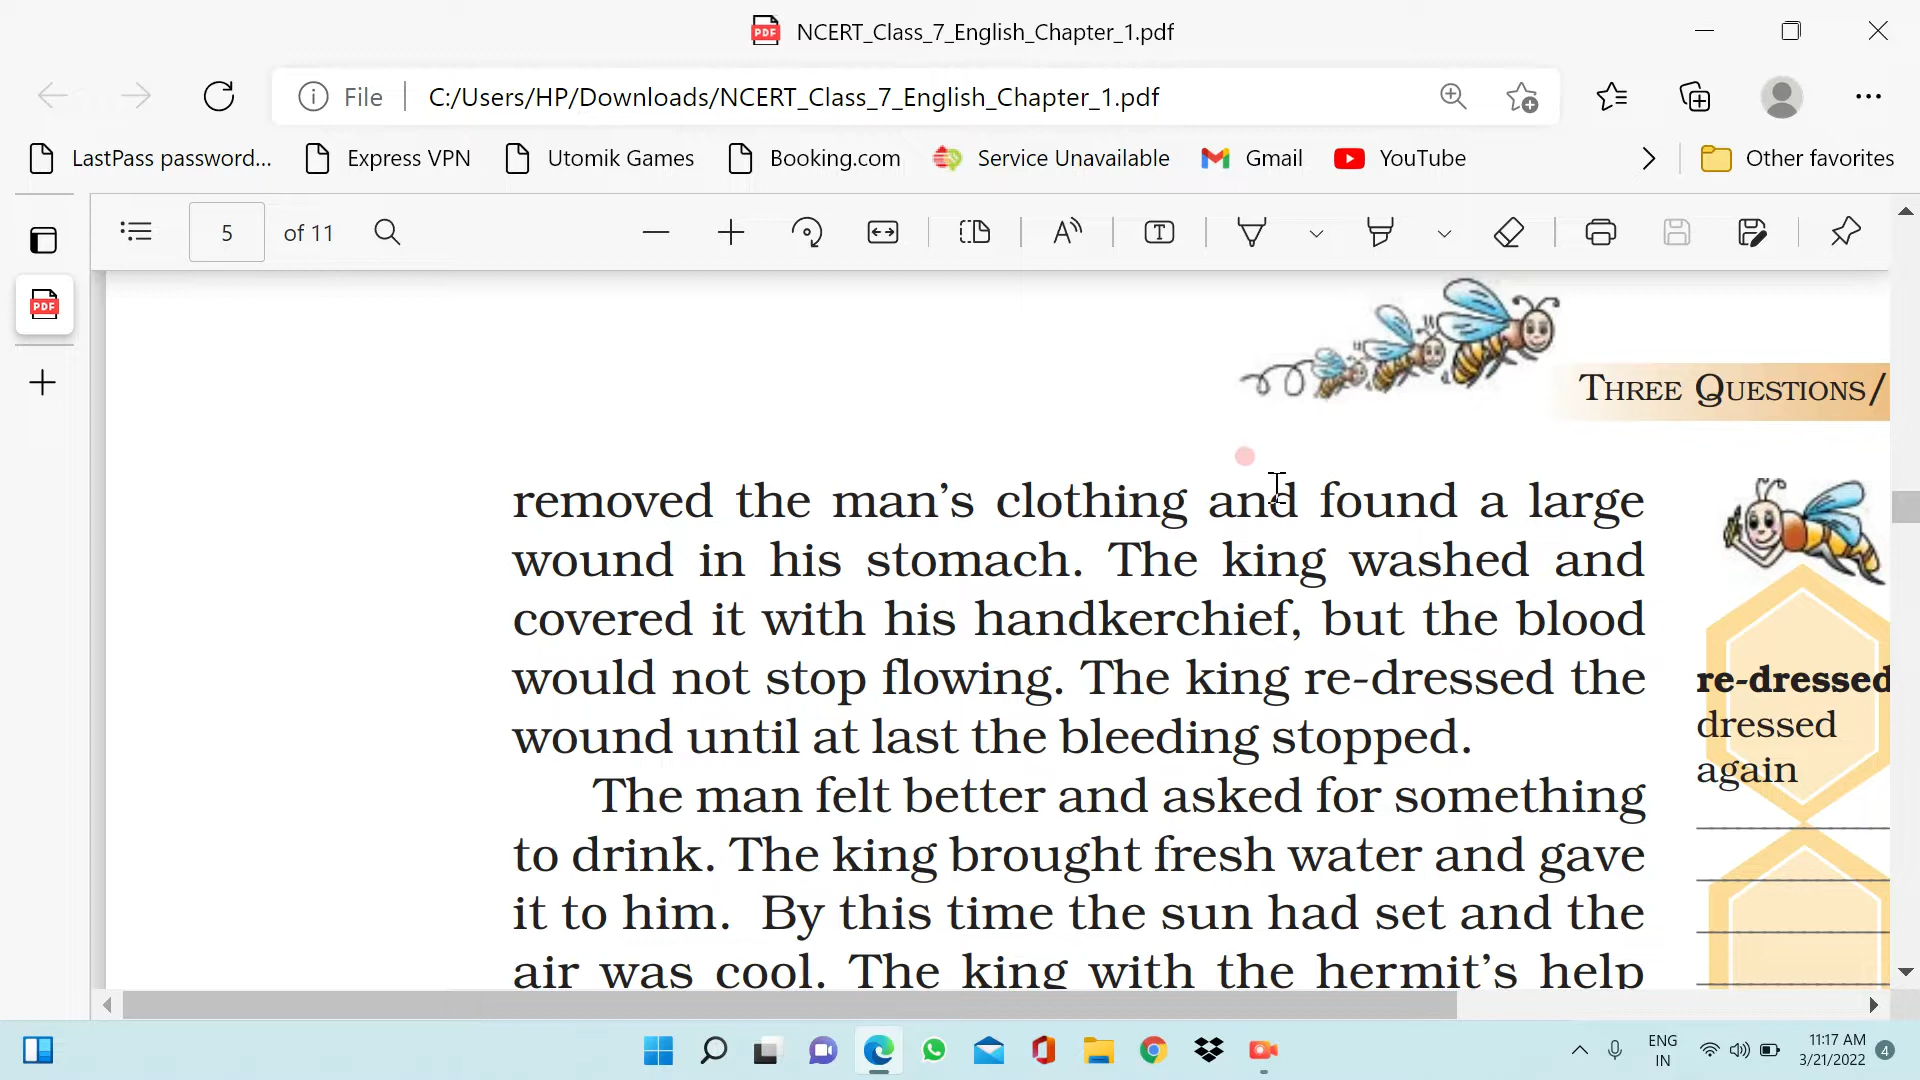 NCERT_Class_7_English_Chapter_1.pdf
File C:/Users/HP/Downloads/NCERT_Class_7_English_Chapter_1.pdf
LastPass password... Express VPN Utomik Games Booking.com Service Unavailable Gmail YouTube Other favorites
5 of 11
THREE QUESTIONS/
removed the man's clothing and found a large
wound in his stomach. The king washed and
covered it with his handkerchief, but the blood
would not stop flowing. The king re-dressed the
wound until at last the bleeding stopped.
The man felt better and asked for something
to drink. The king brought fresh water and gave
it to him. By this time the sun had set and the
air was cool. The king with the hermit's help
re-dressed
dressed
again
ENG
IN
11:17 AM
3/21/2022
4